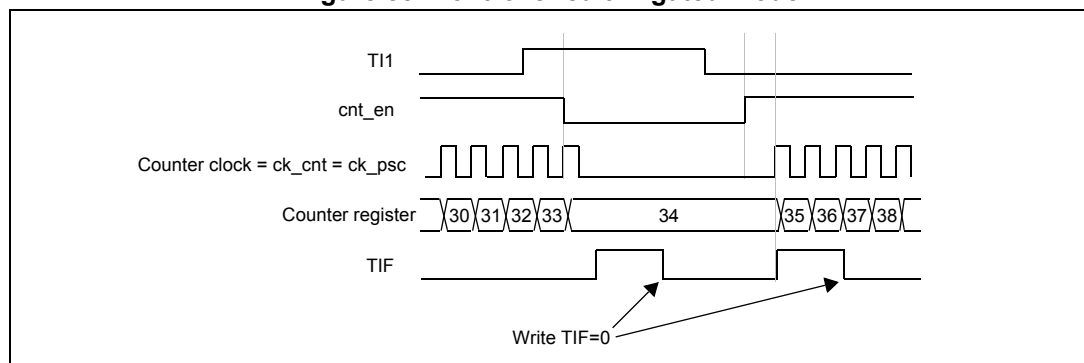 TI1
cnt_en
Counter clock = ck_cnt = ck_psc
Counter register
30 31 32 33 34 35 36 37 38
TIF
Write TIF=0